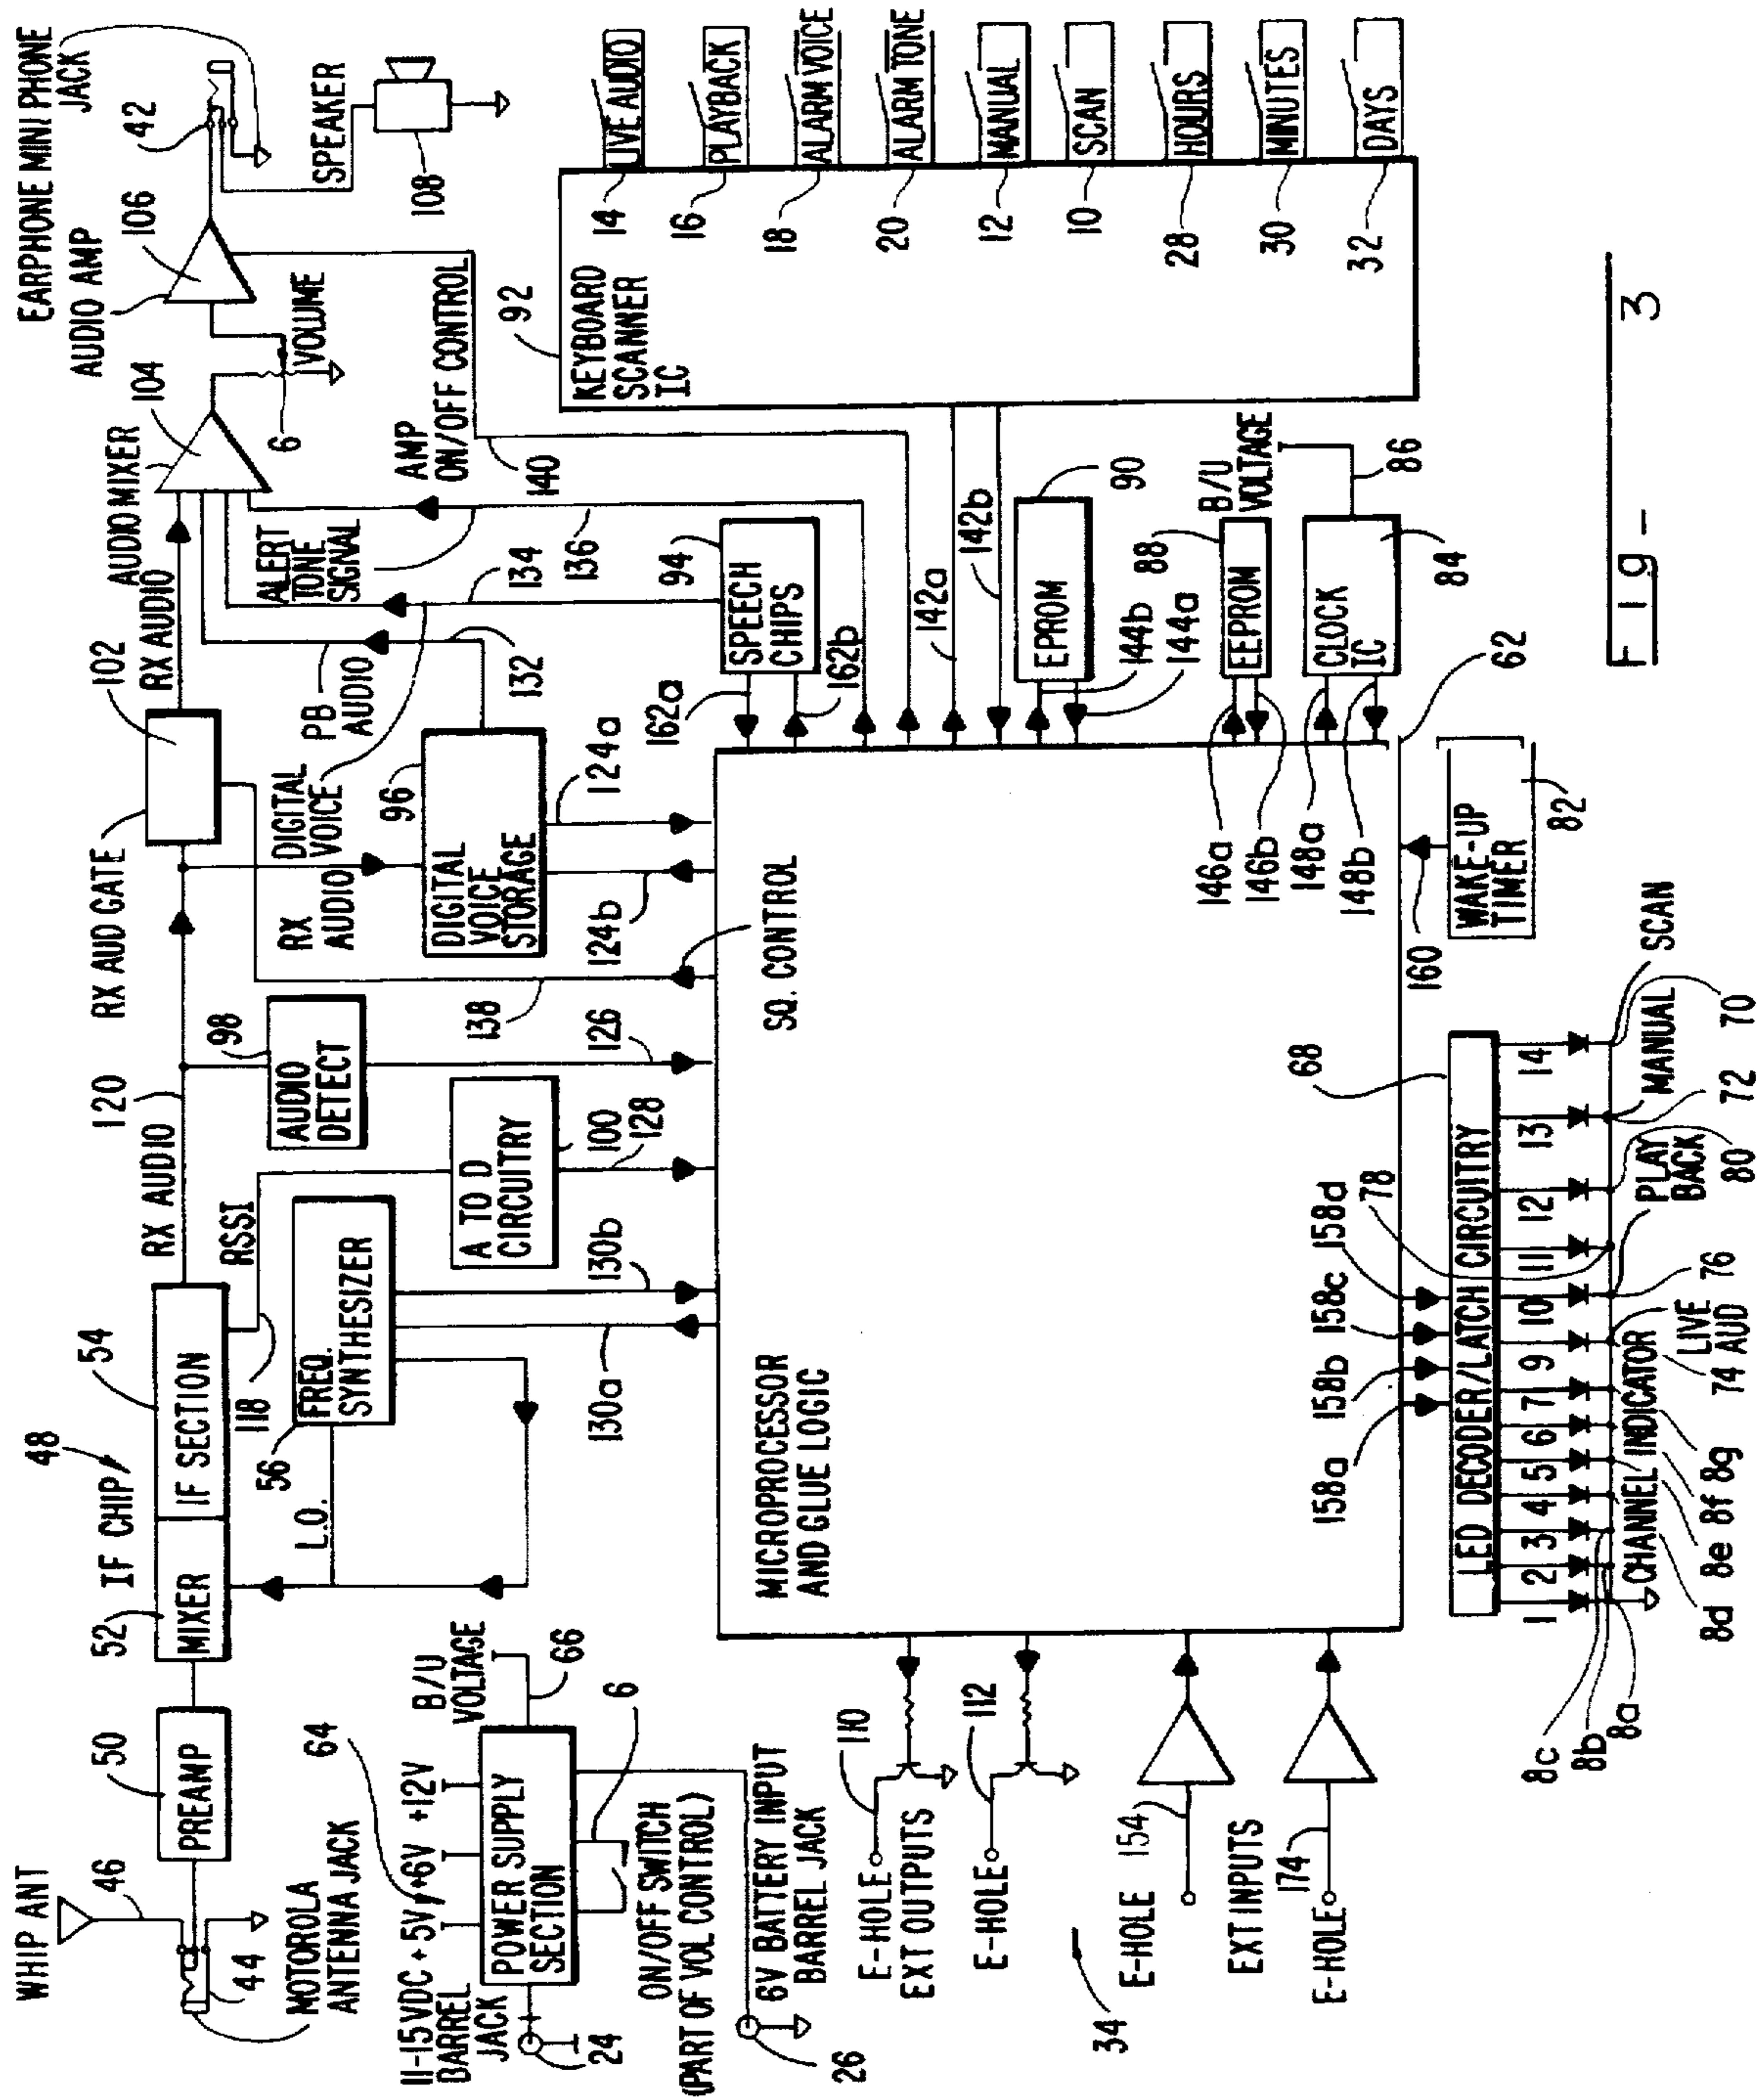 WHIP ANT
46
44
MOTOROLA
ANTENNA JACK
50
PREAMP
48
IF CHIP
52
MIXER
54
IF SECTION
118
RSSI
RX AUDIO
120
RX AUD GATE
102
RX AUDIO
AUDIO MIXER
104
AUDIO AMP
106
EARPHONE MINI PHONE
JACK
42
SPEAKER
108
6
VOLUME
L.O.
56
FREQ.
SYNTHESIZER
130a
130b
A TO D
CIRCUITRY
100
128
98
AUDIO
DETECT
126
138
SQ. CONTROL
RX
AUDIO
DIGITAL
VOICE
96
DIGITAL
VOICE
STORAGE
124b
124a
PB
AUDIO
132
ALERT
TONE
SIGNAL
134
136
AMP
ON/OFF CONTROL
140
94
SPEECH
CHIPS
162a
162b
11-15VDC
BARREL
JACK
24
+5V
+6V
+12V
64
POWER SUPPLY
SECTION
B/U
VOLTAGE
66
6
ON/OFF SWITCH
(PART OF VOL CONTROL)
6V BATTERY INPUT
BARREL JACK
26
MICROPROCESSOR
AND GLUE LOGIC
62
142a
142b
92
KEYBOARD
SCANNER
IC
14
LIVE AUDIO
16
PLAYBACK
18
ALARM VOICE
20
ALARM TONE
12
MANUAL
10
SCAN
28
HOURS
30
MINUTES
32
DAYS
EPROM
90
144b
144a
EEPROM
88
146a
146b
B/U
VOLTAGE
86
CLOCK
IC
84
148a
148b
WAKE-UP
TIMER
82
160
E-HOLE
110
EXT OUTPUTS
E-HOLE
112
34
E-HOLE
154
EXT INPUTS
E-HOLE
174
158a
158b
158c
158d
68
LED DECODER/LATCH CIRCUITRY
78
1 2 3 4 5 6 7 9 10 11 12 13 14
CHANNEL INDICATOR
LIVE
AUD
PLAY
BACK
MANUAL
SCAN
8c
8b
8a
8d
8e
8f
8g
74
76
80
72
70
Fig- 3